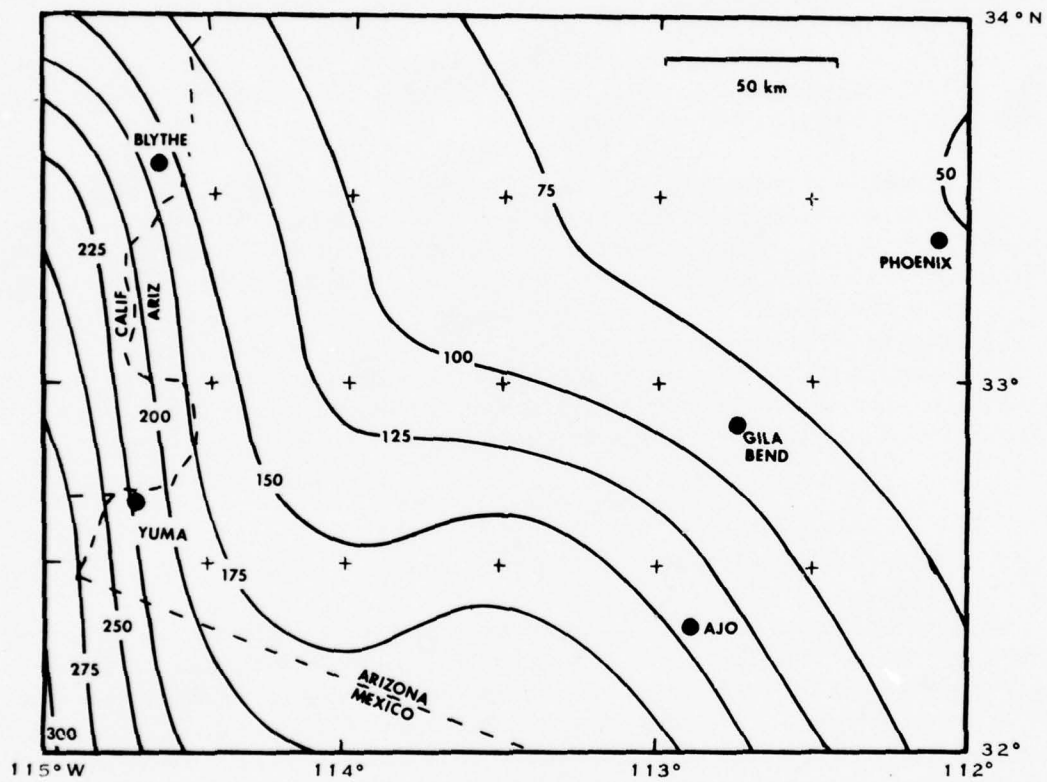 34°N
50 km
BLYTHE
50
75
PHOENIX
225
CALIF
ARIZ
100
33°
200
125
GILA
BEND
150
YUMA
175
250
AJO
275
ARIZONA
MEXICO
300
32°
115°W
114°
113°
112°